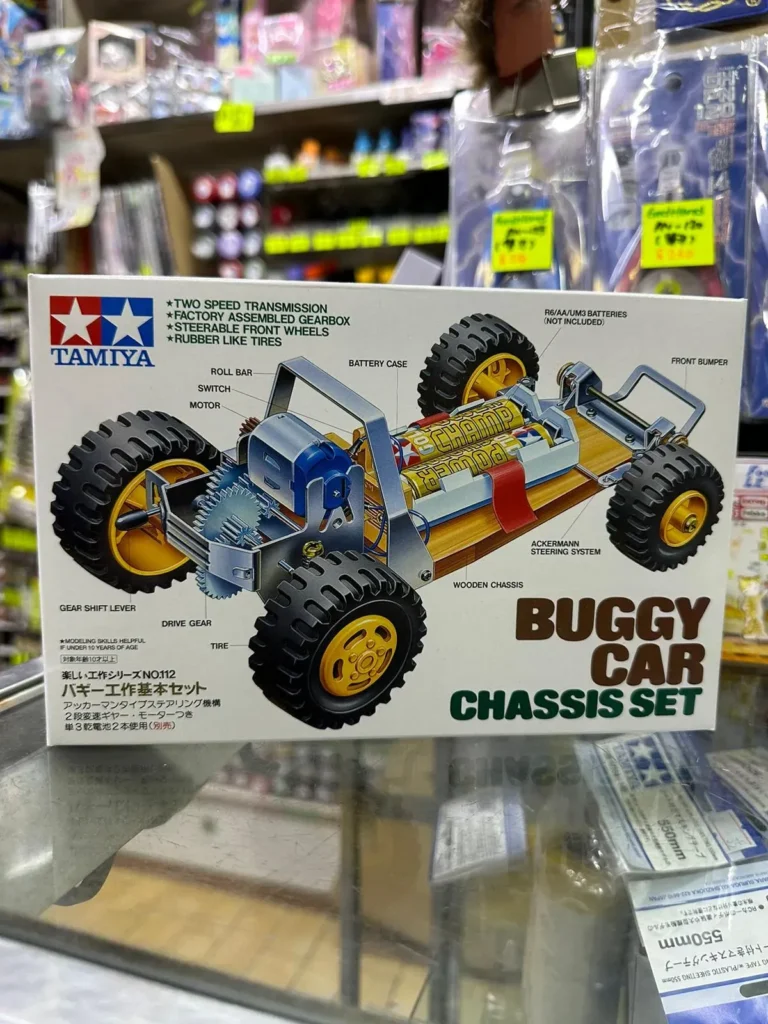 TAMIYA
★TWO SPEED TRANSMISSION
★FACTORY ASSEMBLED GEARBOX
★STEERABLE FRONT WHEELS
★RUBBER LIKE TIRES
R6/AA/UM3 BATTERIES
(NOT INCLUDED)
BATTERY CASE
FRONT BUMPER
ROLL BAR
SWITCH
MOTOR
CHAMP
POWER
ACKERMANN
STEERING SYSTEM
WOODEN CHASSIS
GEAR SHIFT LEVER
DRIVE GEAR
TIRE
★MODELING SKILLS HELPFUL
IF UNDER 10 YEARS OF AGE
対象年齢10才以上
楽しい工作シリーズNO.112
バギー工作基本セット
アッカーマンタイプステアリング機構
2段変速ギヤー・モーターつき
単3乾電池2本使用(別売)
BUGGY
CAR
CHASSIS SET
550mm
550mm